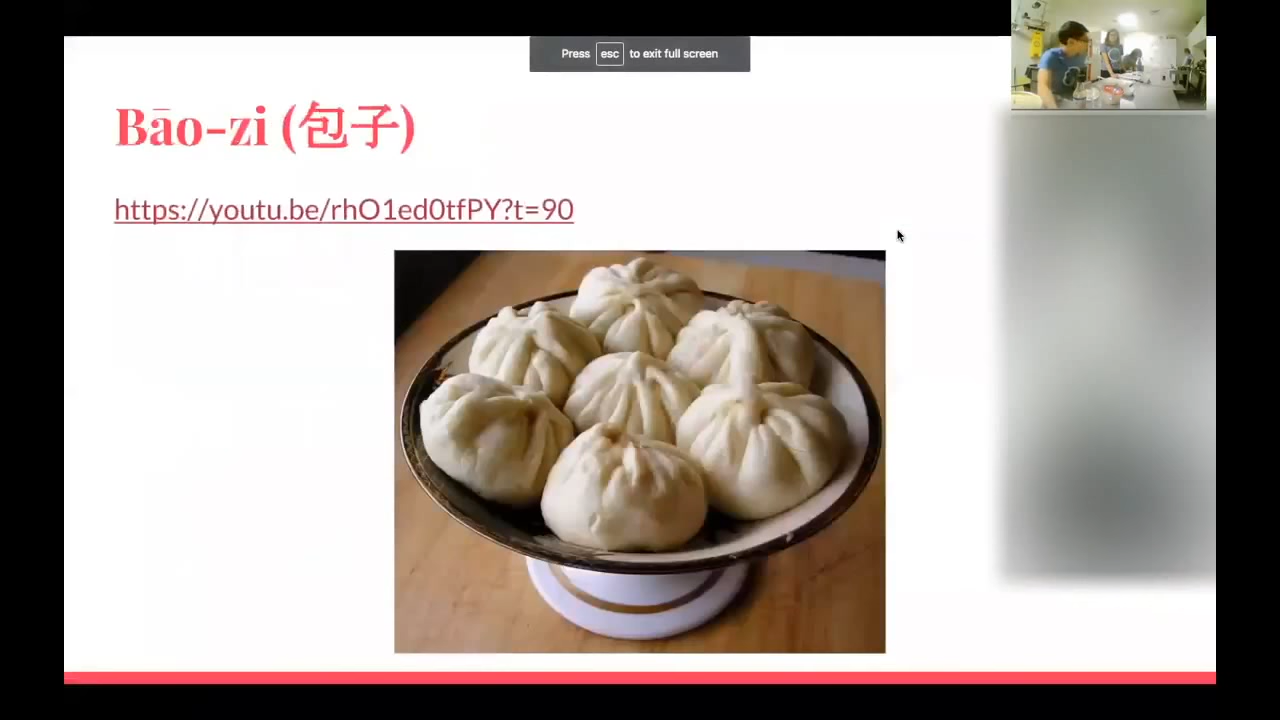 Press esc to exit full screen
Bāo-zi (包子)
https://youtu.be/rhO1ed0tfPY?t=90